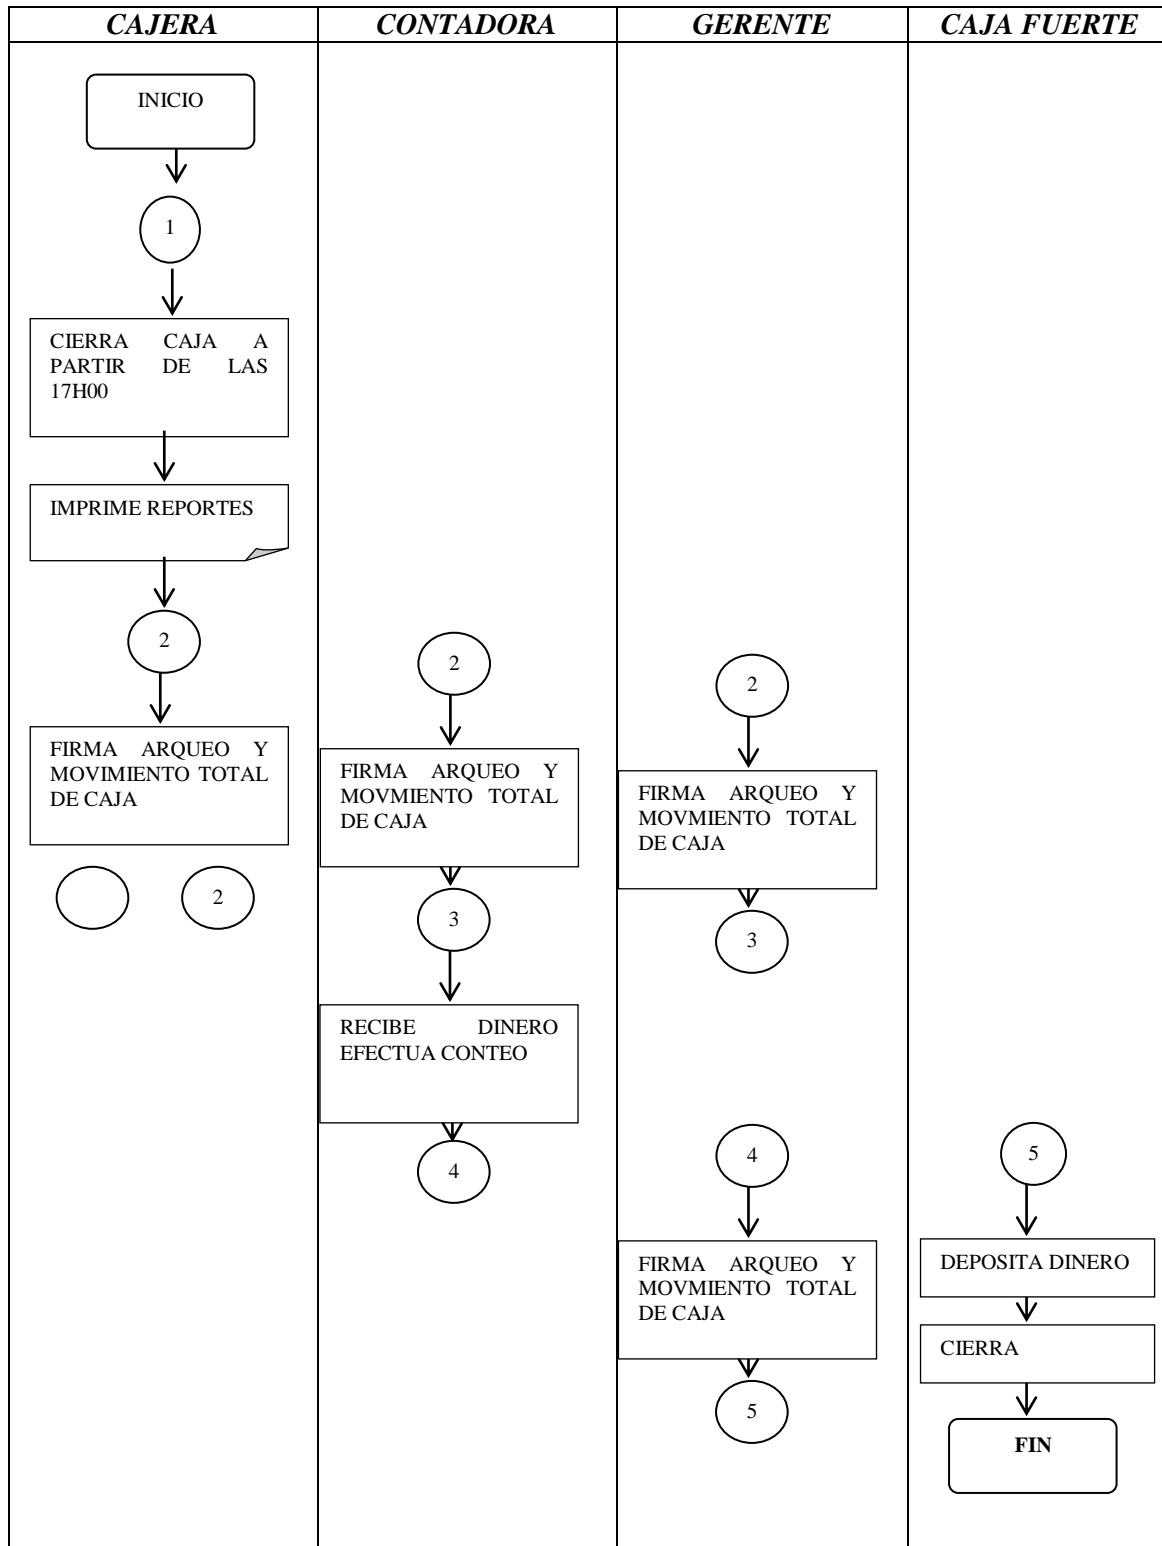 CAJERA
CONTADORA
GERENTE
CAJA FUERTE
INICIO
1
CIERRA CAJA A
PARTIR DE LAS
17H00
IMPRIME REPORTES
2
FIRMA ARQUEO Y
MOVIMIENTO TOTAL
DE CAJA
2
2
FIRMA ARQUEO Y
MOVMIENTO TOTAL
DE CAJA
3
RECIBE DINERO
EFECTUA CONTEO
4
2
FIRMA ARQUEO Y
MOVMIENTO TOTAL
DE CAJA
3
4
FIRMA ARQUEO Y
MOVMIENTO TOTAL
DE CAJA
5
5
DEPOSITA DINERO
CIERRA
FIN